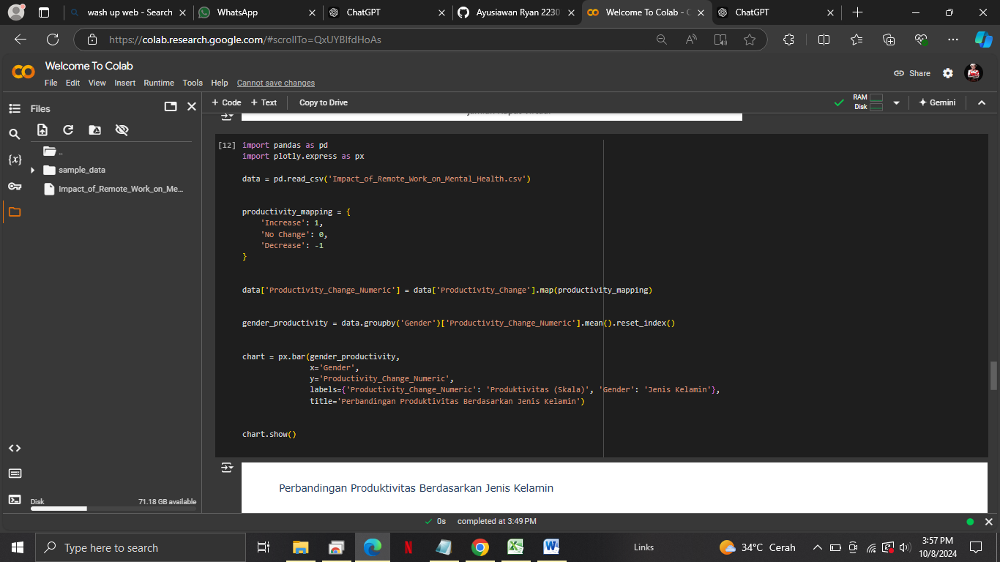 wash up web - Search
WhatsApp
ChatGPT
Ayusiawan Ryan 2230
Welcome To Colab - C
ChatGPT
https://colab.research.google.com/#scrollTo=QxUYBIfdHoAs
Welcome To Colab
File Edit View Insert Runtime Tools Help Cannot save changes
Share
Files
+ Code + Text Copy to Drive
RAM
Disk
Gemini
..
sample_data
Impact_of_Remote_Work_on_Me...
[12] import pandas as pd
import plotly.express as px
data = pd.read_csv('Impact_of_Remote_Work_on_Mental_Health.csv')
productivity_mapping = {
'Increase': 1,
'No Change': 0,
'Decrease': -1
}
data['Productivity_Change_Numeric'] = data['Productivity_Change'].map(productivity_mapping)
gender_productivity = data.groupby('Gender')['Productivity_Change_Numeric'].mean().reset_index()
chart = px.bar(gender_productivity,
x='Gender',
y='Productivity_Change_Numeric',
labels={'Productivity_Change_Numeric': 'Produktivitas (Skala)', 'Gender': 'Jenis Kelamin'},
title='Perbandingan Produktivitas Berdasarkan Jenis Kelamin')
chart.show()
Perbandingan Produktivitas Berdasarkan Jenis Kelamin
Disk 71.18 GB available
0s completed at 3:49 PM
Type here to search
Links
34°C Cerah
3:57 PM
10/8/2024